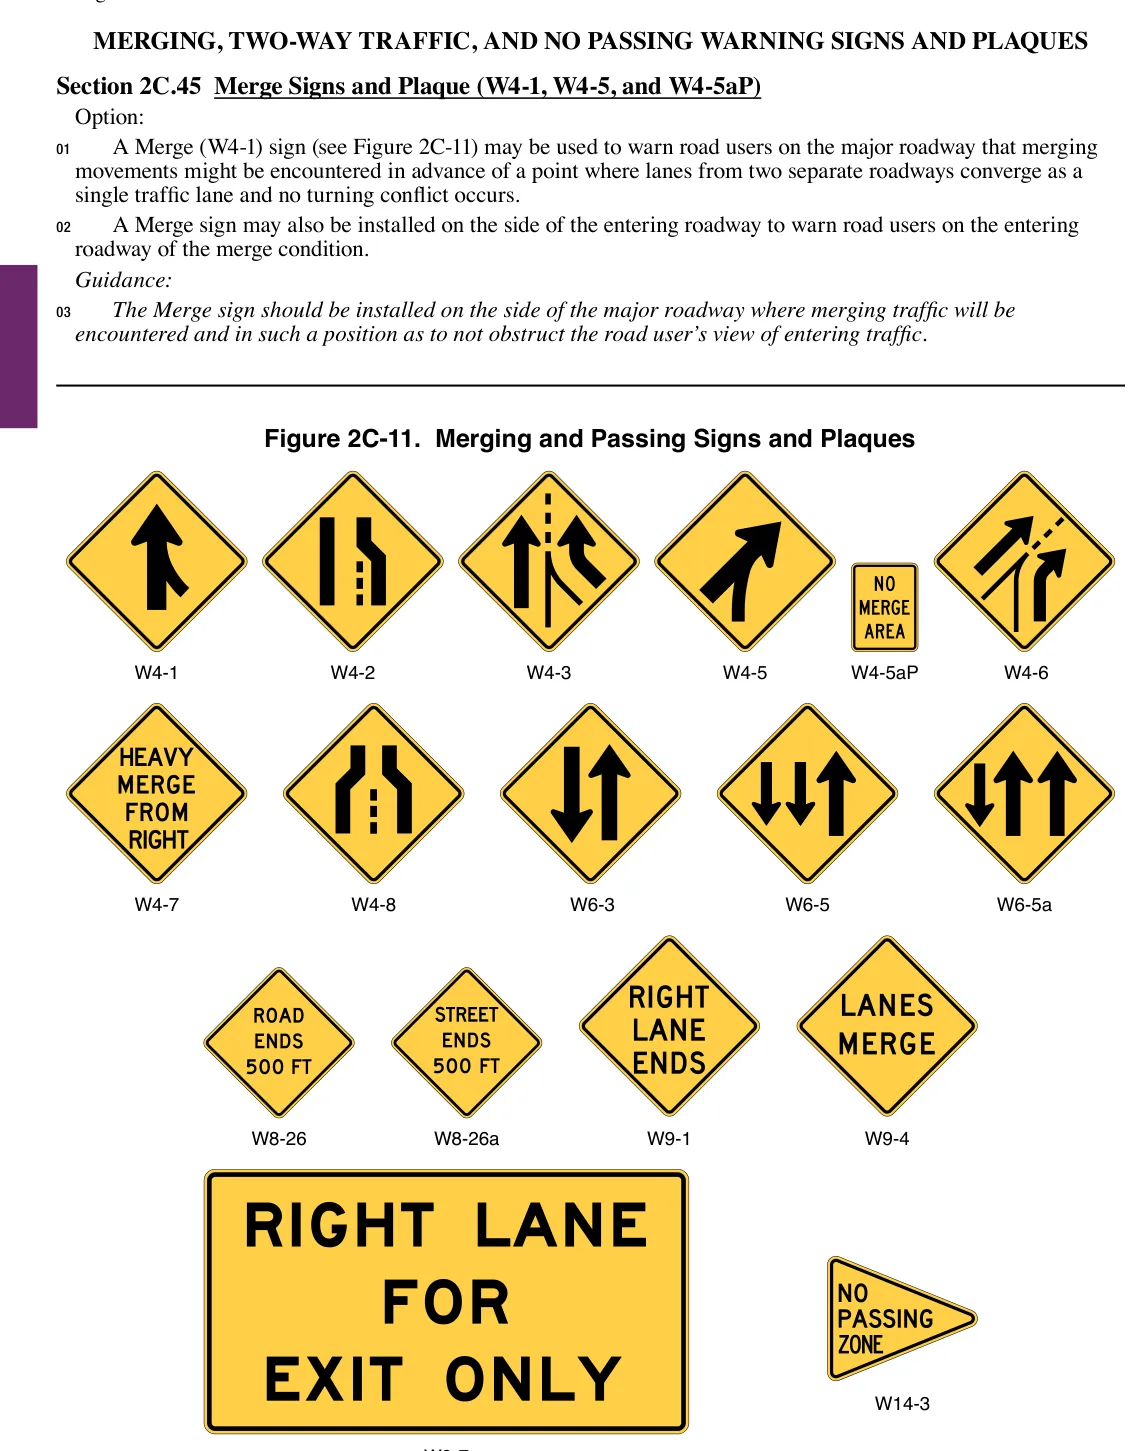 MERGING, TWO-WAY TRAFFIC, AND NO PASSING WARNING SIGNS AND PLAQUES
Section 2C.45 Merge Signs and Plaque (W4-1, W4-5, and W4-5aP)
Option:
01 A Merge (W4-1) sign (see Figure 2C-11) may be used to warn road users on the major roadway that merging
movements might be encountered in advance of a point where lanes from two separate roadways converge as a
single traffic lane and no turning conflict occurs.
02 A Merge sign may also be installed on the side of the entering roadway to warn road users on the entering
roadway of the merge condition.
Guidance:
03 The Merge sign should be installed on the side of the major roadway where merging traffic will be
encountered and in such a position as to not obstruct the road user's view of entering traffic.
Figure 2C-11. Merging and Passing Signs and Plaques
NO
MERGE
AREA
W4-1 W4-2 W4-3 W4-5 W4-5aP W4-6
HEAVY
MERGE
FROM
RIGHT
W4-7 W4-8 W6-3 W6-5 W6-5a
ROAD
ENDS
500 FT
STREET
ENDS
500 FT
RIGHT
LANE
ENDS
LANES
MERGE
W8-26 W8-26a W9-1 W9-4
RIGHT LANE
FOR
EXIT ONLY
NO
PASSING
ZONE
W14-3